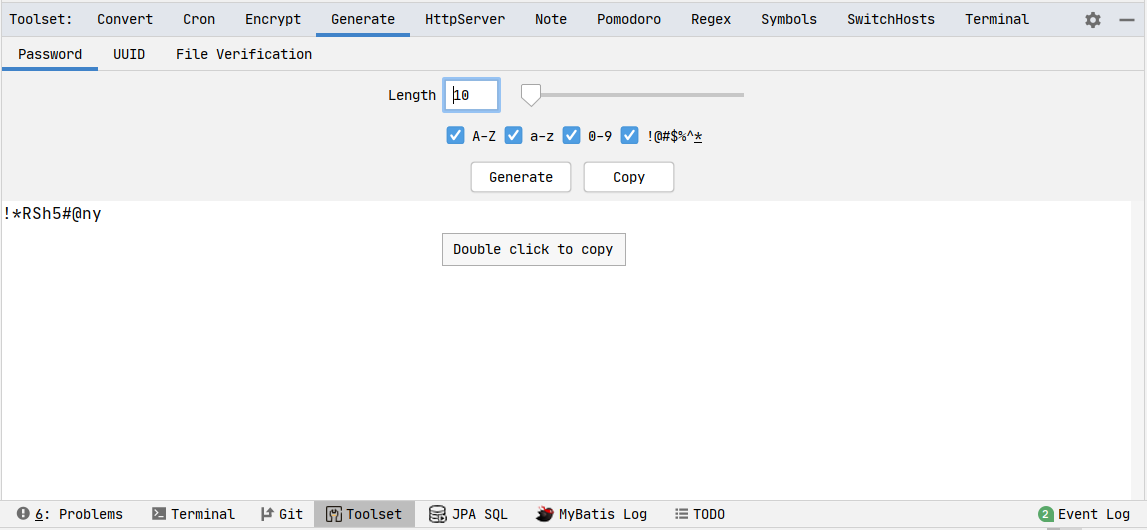 Toolset: Convert Cron Encrypt Generate HttpServer Note Pomodoro Regex Symbols SwitchHosts Terminal
Password UUID File Verification
Length 10
A-Z a-z 0-9 !@#$%^*
Generate Copy
!*RSh5#@ny
Double click to copy
6: Problems Terminal Git Toolset JPA SQL MyBatis Log TODO 2 Event Log